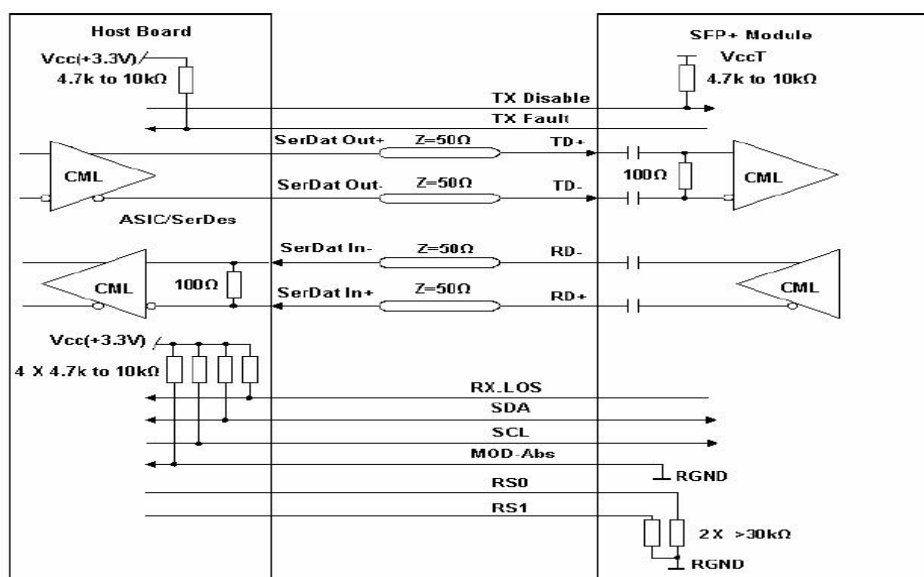 Host Board
SFP+ Module
Vcc(+3.3V)
4.7k to 10kΩ
VccT
4.7k to 10kΩ
TX Disable
TX Fault
SerDat Out+
Z=50Ω
TD+
CML
100Ω
CML
SerDat Out-
Z=50Ω
TD-
ASIC/SerDes
SerDat In-
Z=50Ω
RD-
CML
100Ω
CML
SerDat In+
Z=50Ω
RD+
Vcc(+3.3V)
4 X 4.7k to 10kΩ
RX-LOS
SDA
SCL
MOD-Abs
RGND
RS0
RS1
2X >30kΩ
RGND